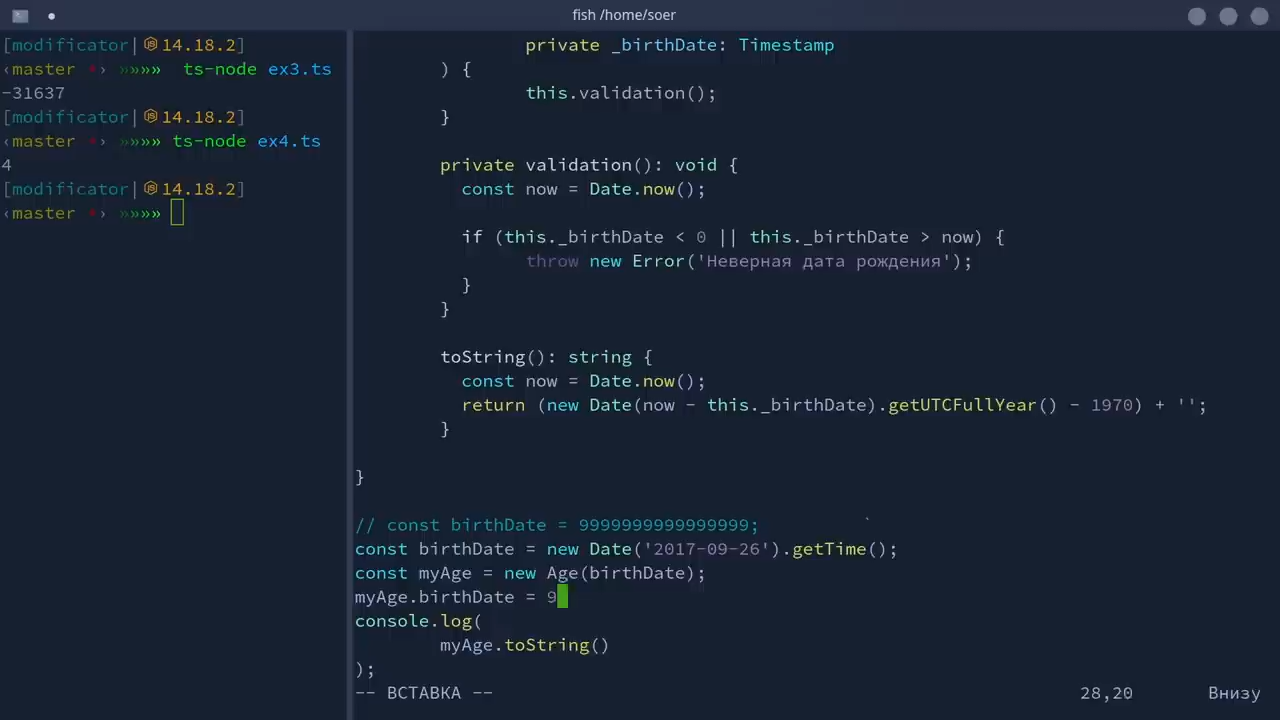 fish /home/soer
[modificator| 14.18.2]
‹master •› »»»» ts-node ex3.ts
-31637
[modificator| 14.18.2]
‹master •› »»»» ts-node ex4.ts
4
[modificator| 14.18.2]
‹master •› »»»»
private _birthDate: Timestamp
) {
this.validation();
}
private validation(): void {
const now = Date.now();
if (this._birthDate < 0 || this._birthDate > now) {
throw new Error('Неверная дата рождения');
}
}
toString(): string {
const now = Date.now();
return (new Date(now - this._birthDate).getUTCFullYear() - 1970) + '';
}
}
// const birthDate = 9999999999999999; `
const birthDate = new Date('2017-09-26').getTime();
const myAge = new Age(birthDate);
myAge.birthDate = 9
console.log(
myAge.toString()
);
-- ВСТАВКА -- 28,20 Внизу